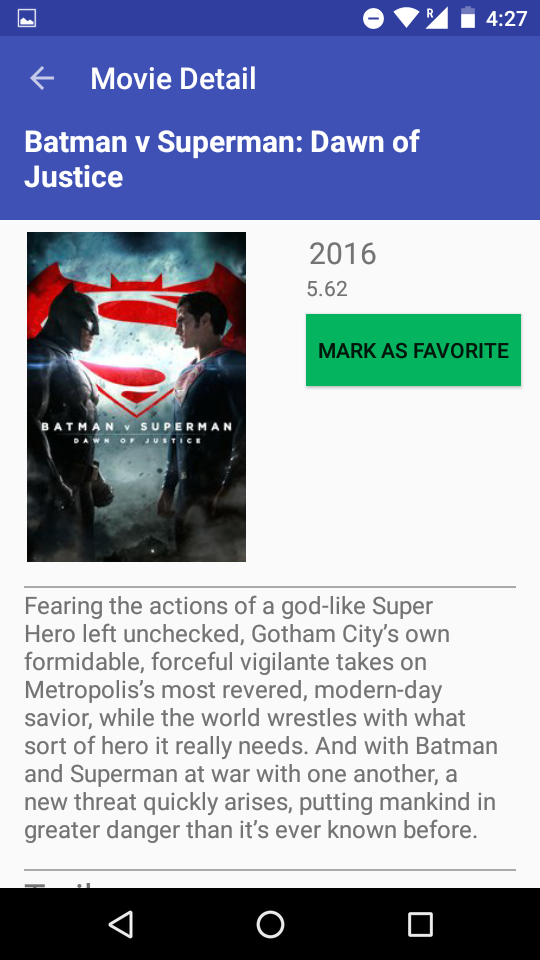 R
4:27
Movie Detail
Batman v Superman: Dawn of
Justice
2016
5.62
MARK AS FAVORITE
BATMAN v SUPERMAN
DAWN OF JUSTICE
Fearing the actions of a god-like Super
Hero left unchecked, Gotham City’s own
formidable, forceful vigilante takes on
Metropolis’s most revered, modern-day
savior, while the world wrestles with what
sort of hero it really needs. And with Batman
and Superman at war with one another, a
new threat quickly arises, putting mankind in
greater danger than it’s ever known before.